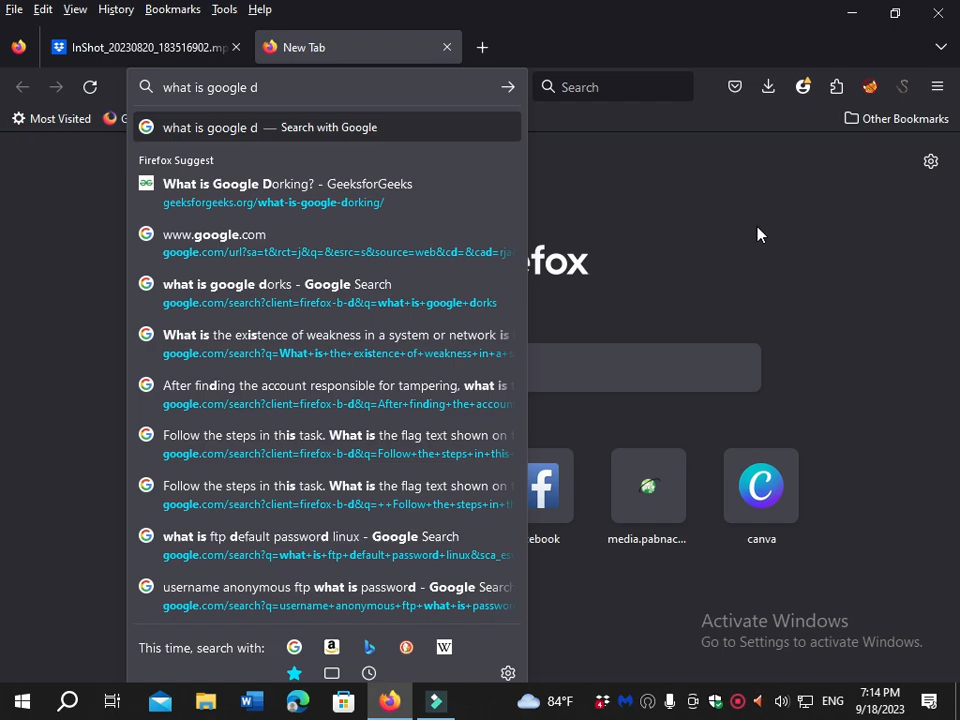 File Edit View History Bookmarks Tools Help
InShot_20230820_183516902.mp
New Tab
what is google d
Search
Most Visited
G
Other Bookmarks
what is google d — Search with Google
Firefox Suggest
What is Google Dorking? - GeeksforGeeks
geeksforgeeks.org/what-is-google-dorking/
www.google.com
google.com/url?sa=t&rct=j&q=&esrc=s&source=web&cd=&cad=rja
efox
what is google dorks - Google Search
google.com/search?client=firefox-b-d&q=what+is+google+dorks
What is the existence of weakness in a system or network is
google.com/search?q=What+is+the+existence+of+weakness+in+a+s
After finding the account responsible for tampering, what is
google.com/search?client=firefox-b-d&q=After+finding+the+accoun
Follow the steps in this task. What is the flag text shown on
google.com/search?client=firefox-b-d&q=Follow+the+steps+in+this
Follow the steps in this task. What is the flag text shown on
google.com/search?client=firefox-b-d&q=++Follow+the+steps+in+t
ebook
media.pabnac...
canva
what is ftp default password linux - Google Search
google.com/search?q=what+is+ftp+default+password+linux&sca_es
username anonymous ftp what is password - Google Search
google.com/search?q=username+anonymous+ftp+what+is+passwo
This time, search with:
Activate Windows
Go to Settings to activate Windows.
84°F
ENG
7:14 PM
9/18/2023